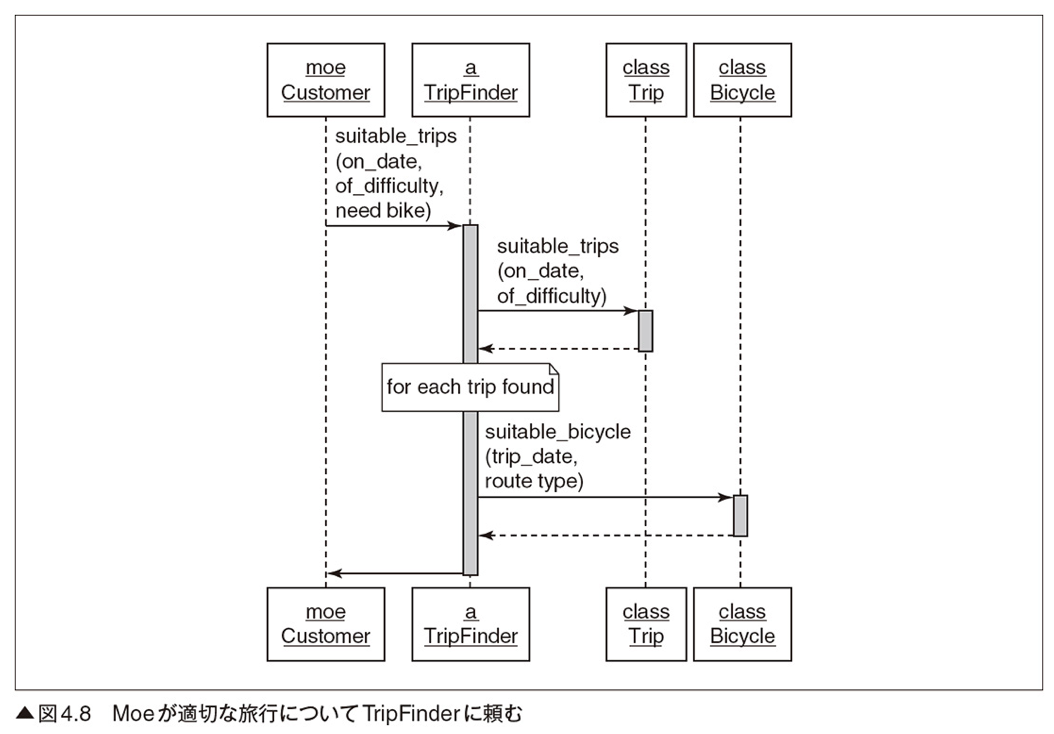 moe
Customer
a
TripFinder
class
Trip
class
Bicycle
suitable_trips
(on_date,
of_difficulty,
need bike)
suitable_trips
(on_date,
of_difficulty)
for each trip found
suitable_bicycle
(trip_date,
route type)
moe
Customer
a
TripFinder
class
Trip
class
Bicycle
▲図4.8 Moeが適切な旅行についてTripFinderに頼む